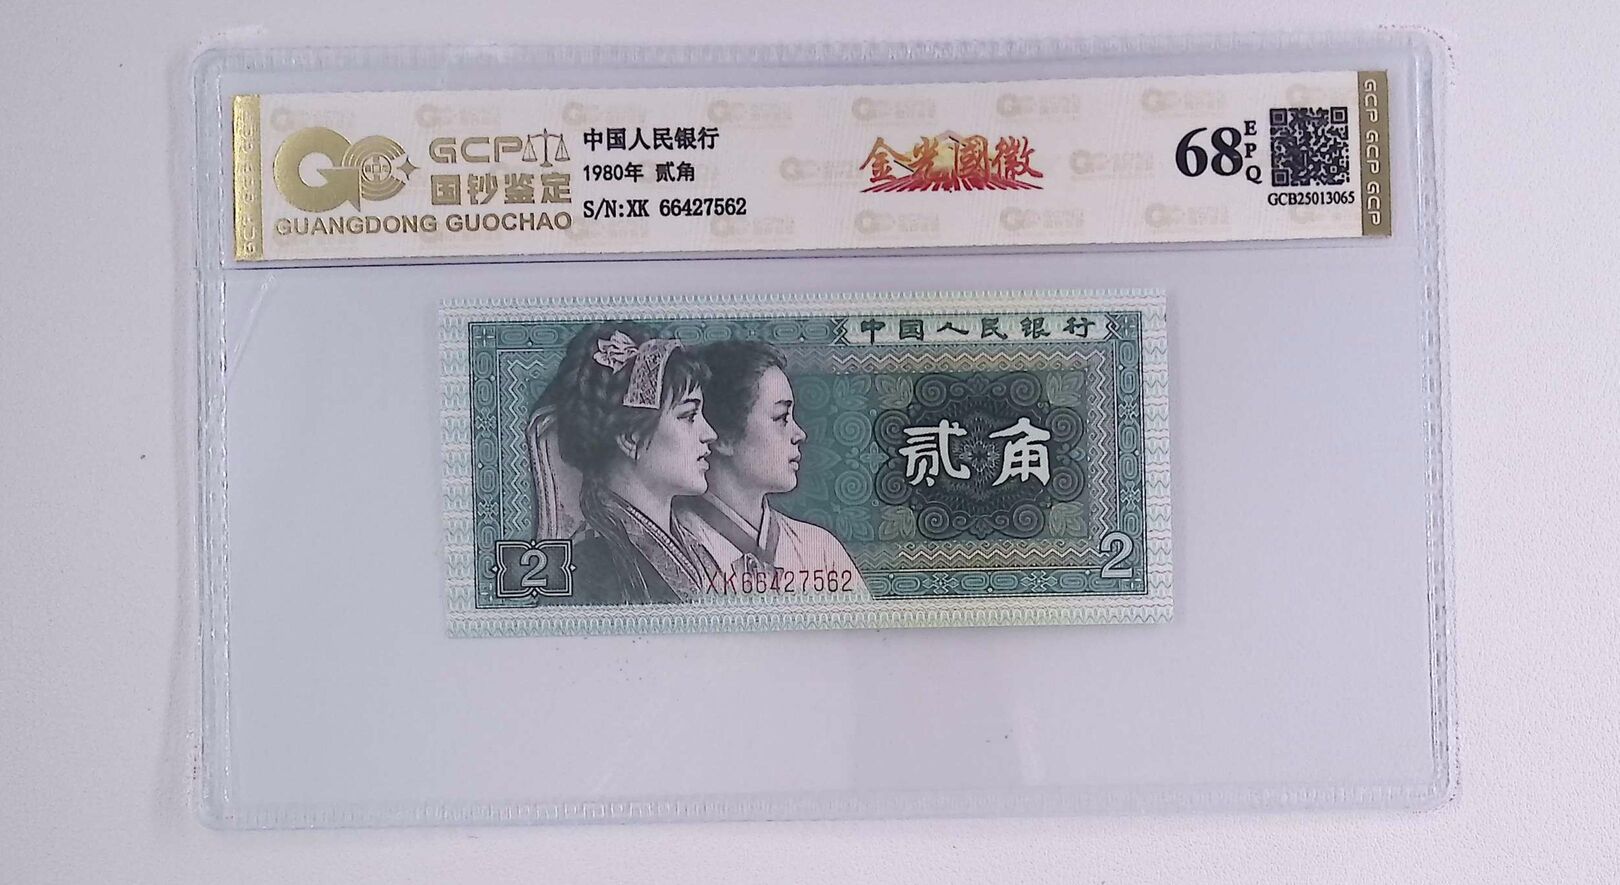 GCP
国钞鉴定
GUANGDONG GUOCHAO
中国人民银行
1980年 贰角
S/N:XK 66427562
金光國徽
68 EPQ
GCB25013065
GCP GCP GCP
中国人民银行
贰角
2
2
XK66427562